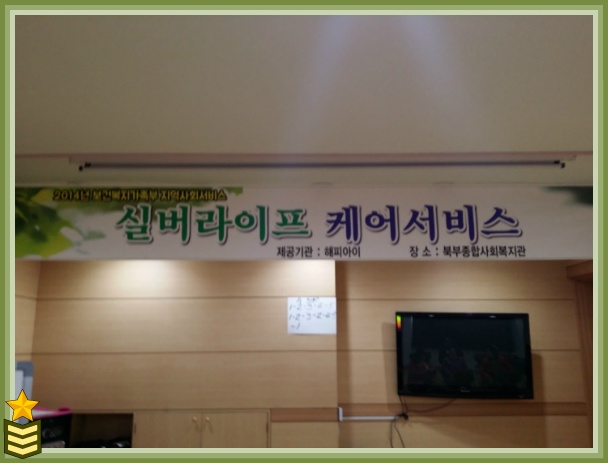 2014년 보건복지가족부 지역사회서비스
실버라이프 케어서비스
제공기관 : 해피아이 장 소 : 북부종합사회복지관